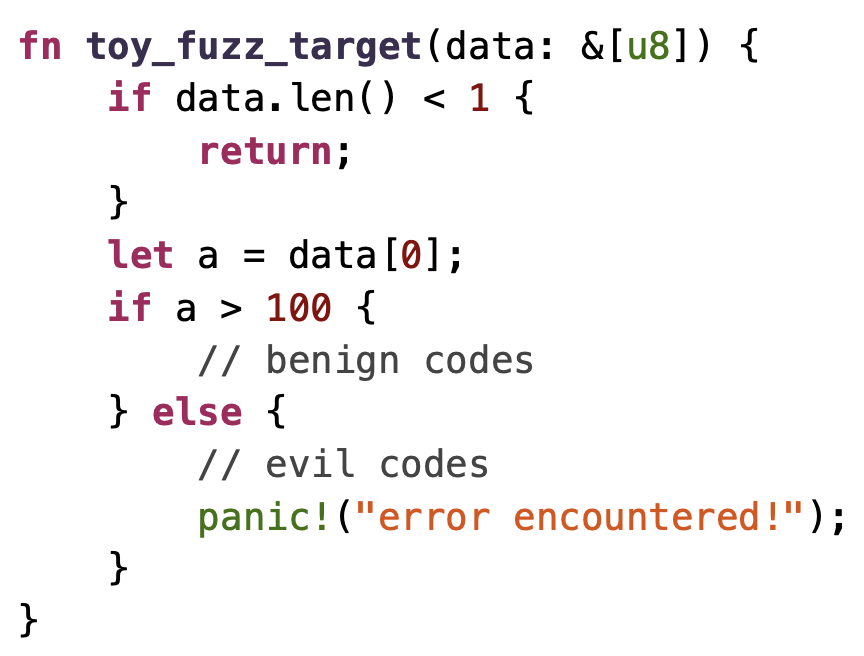 fn toy_fuzz_target(data: &[u8]) {
    if data.len() < 1 {
        return;
    }
    let a = data[0];
    if a > 100 {
        // benign codes
    } else {
        // evil codes
        panic!("error encountered!");
    }
}